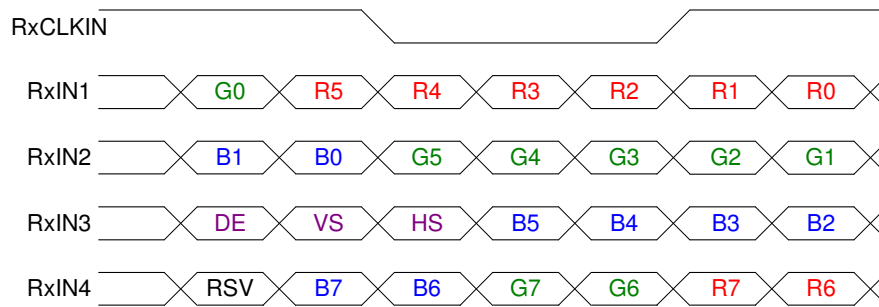 RxCLKIN
RxIN1 G0 R5 R4 R3 R2 R1 R0
RxIN2 B1 B0 G5 G4 G3 G2 G1
RxIN3 DE VS HS B5 B4 B3 B2
RxIN4 RSV B7 B6 G7 G6 R7 R6